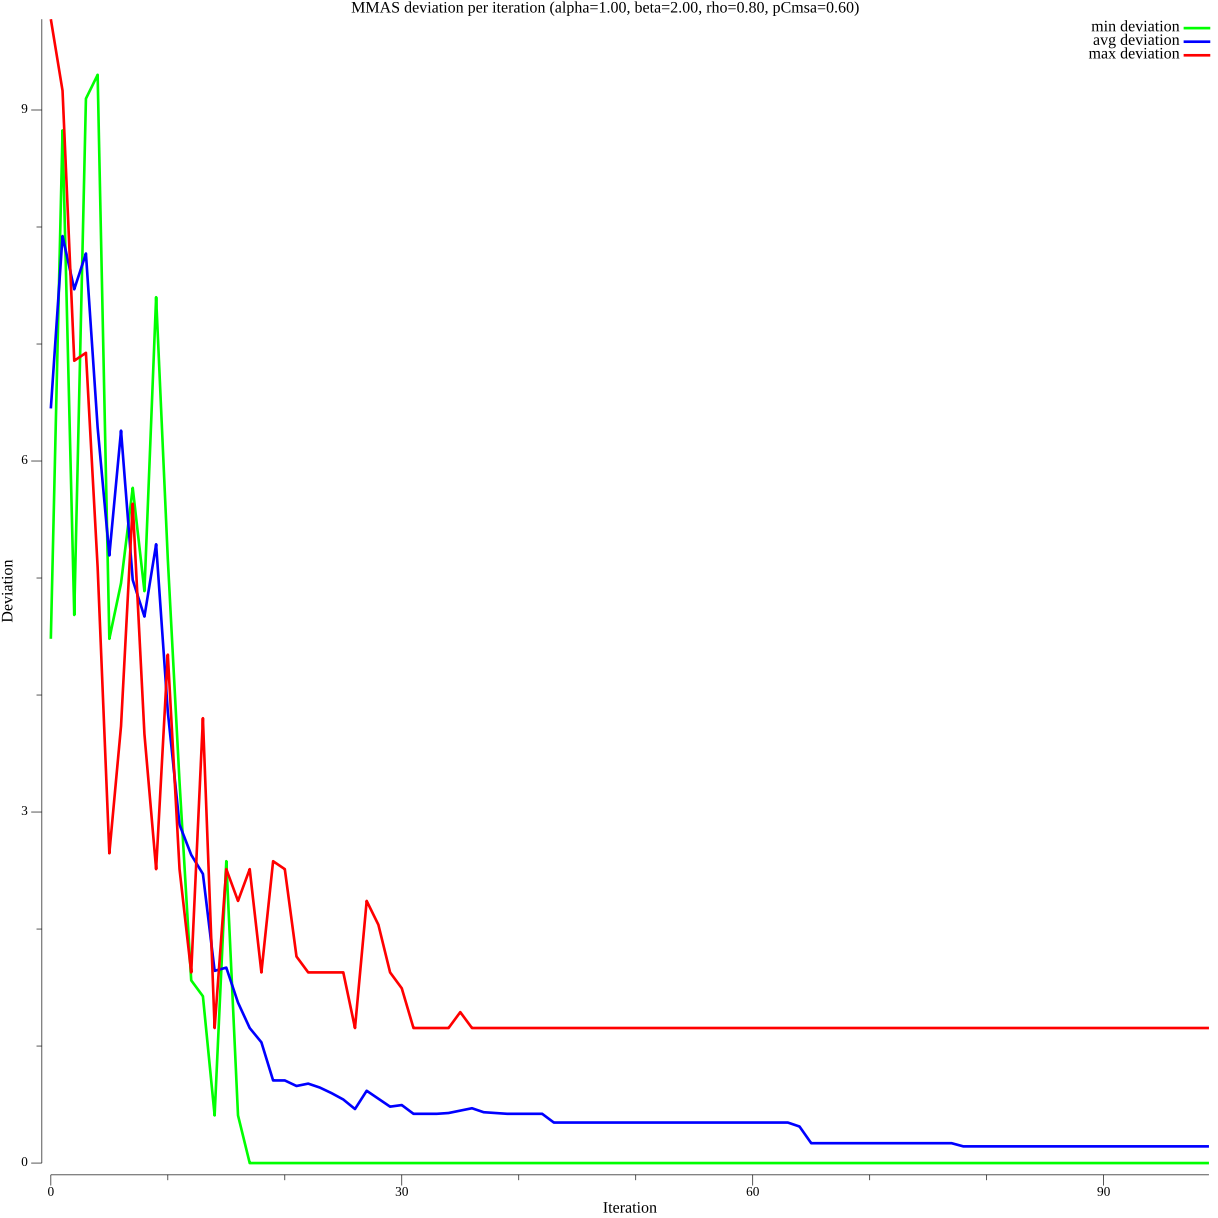 MMAS deviation per iteration (alpha=1.00, beta=2.00, rho=0.80, pCmsa=0.60)
min deviation
avg deviation
max deviation
9
6
3
0
Deviation
0 30 60 90
Iteration